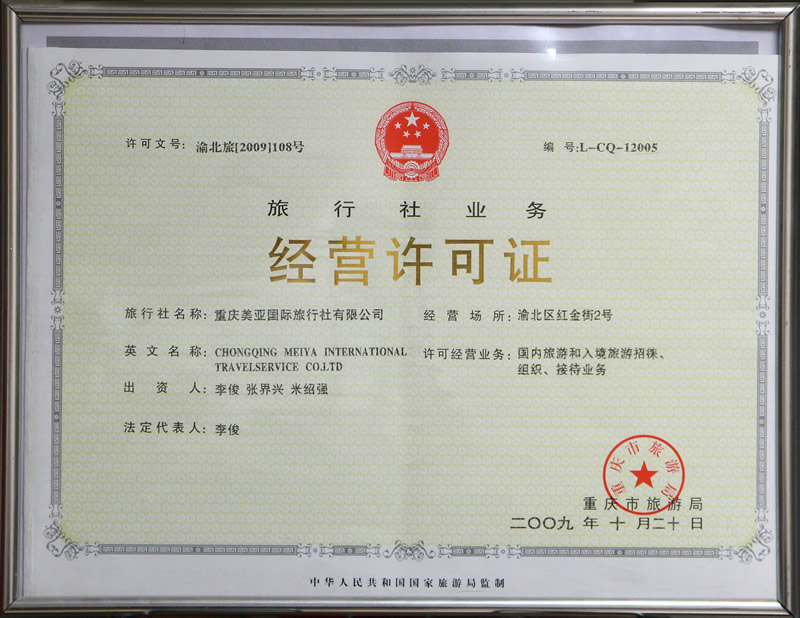 许可文号：渝北旅[2009]108号
编 号:L-CQ-12005
旅行社业务
经营许可证
旅行社名称：重庆美亚国际旅行社有限公司
经营场所：渝北区红金街2号
英文名称：CHONGQING MEIYA INTERNATIONAL
TRAVELSERVICE CO.LTD
许可经营业务：国内旅游和入境旅游招徕、
组织、接待业务
出资人：李俊 张界兴 米绍强
法定代表人：李俊
重庆市旅游局
重庆市旅游局
二〇〇九年十月二十日
中华人民共和国国家旅游局监制